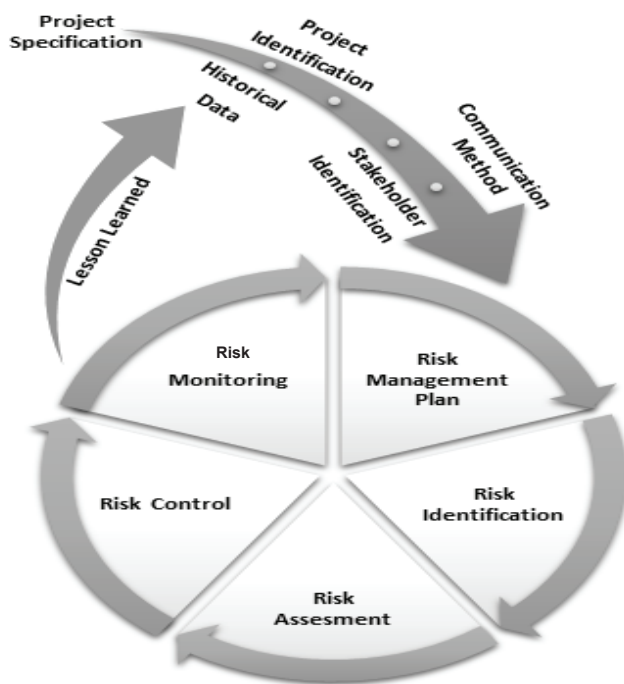 Project
Specification
Project
Identification
Historical
Data
Communication
Method
Stakeholder
Identification
Lesson Learned
Risk
Monitoring
Risk
Management
Plan
Risk Control
Risk
Identification
Risk
Assesment